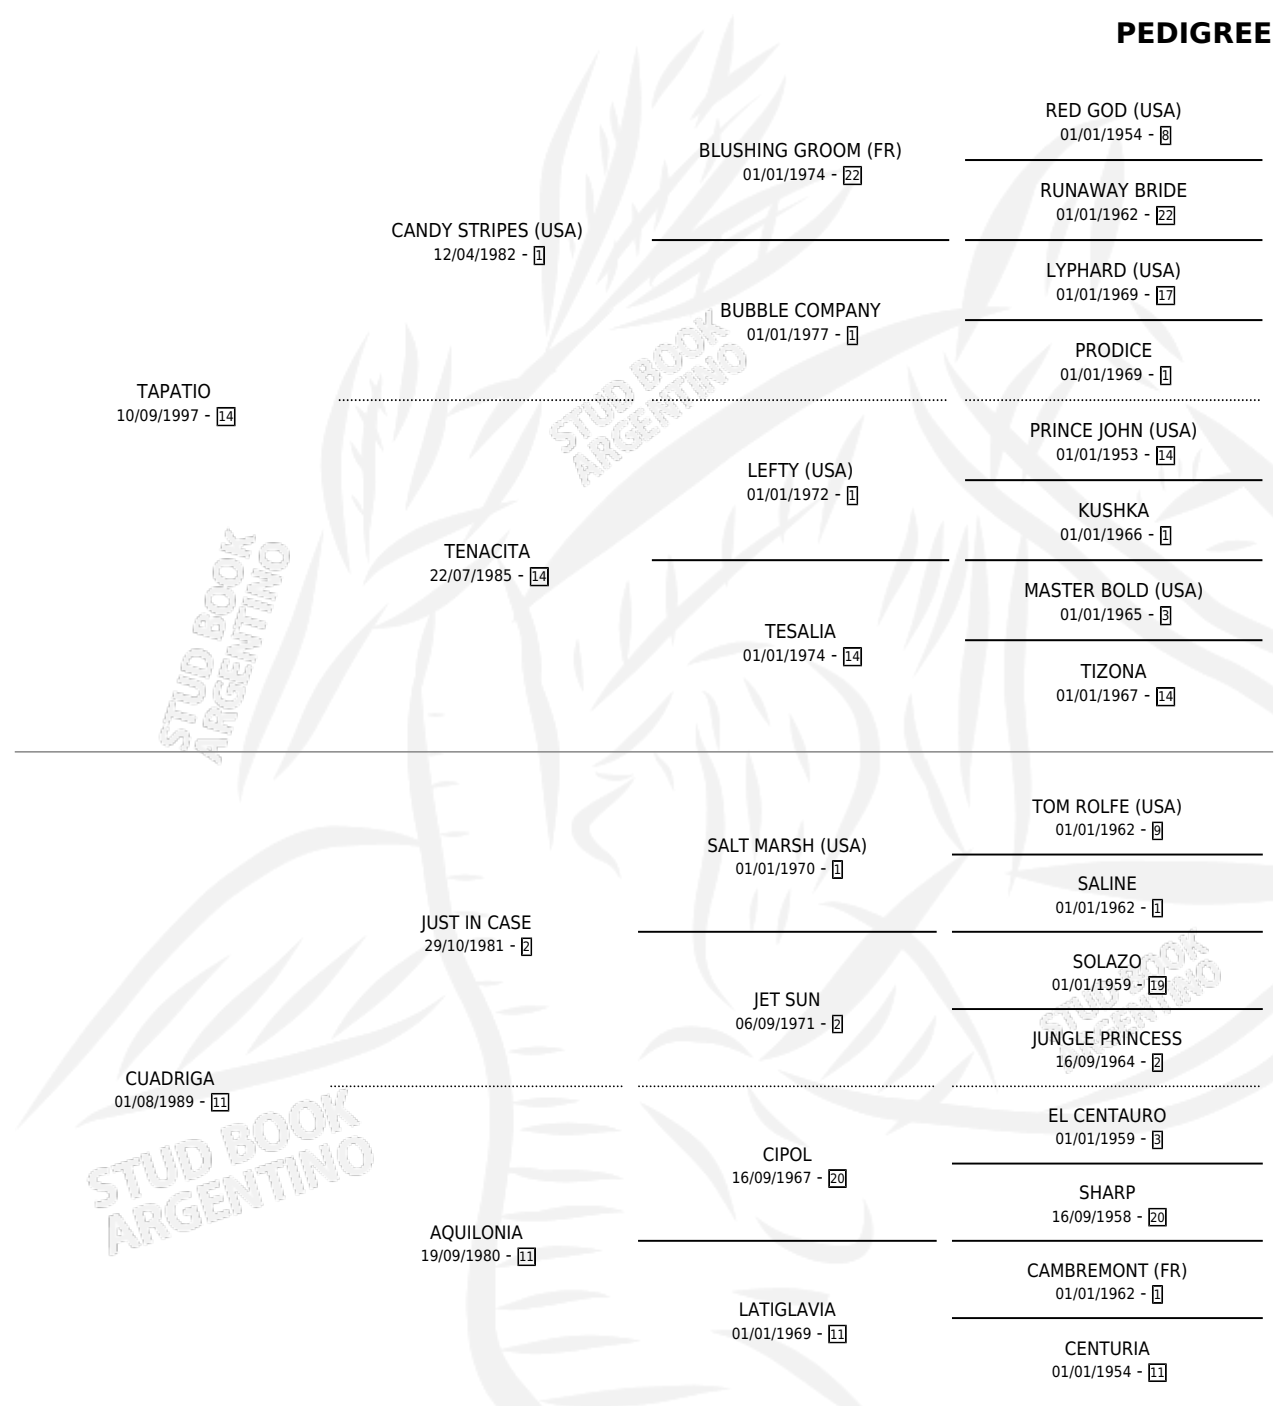 PEDIGREE
RED GOD (USA)
01/01/1954 - 8
BLUSHING GROOM (FR)
01/01/1974 - 22
RUNAWAY BRIDE
01/01/1962 - 22
CANDY STRIPES (USA)
12/04/1982 - 1
LYPHARD (USA)
01/01/1969 - 17
BUBBLE COMPANY
01/01/1977 - 1
PRODICE
01/01/1969 - 1
STUD BOOK
ARGENTINO
TAPATIO
10/09/1997 - 14
PRINCE JOHN (USA)
01/01/1953 - 14
LEFTY (USA)
01/01/1972 - 1
KUSHKA
01/01/1966 - 1
TENACITA
22/07/1985 - 14
MASTER BOLD (USA)
01/01/1965 - 3
TESALIA
01/01/1974 - 14
TIZONA
01/01/1967 - 14
STUD BOOK
ARGENTINO
TOM ROLFE (USA)
01/01/1962 - 9
SALT MARSH (USA)
01/01/1970 - 1
SALINE
01/01/1962 - 1
JUST IN CASE
29/10/1981 - 2
SOLAZO
01/01/1959 - 19
JET SUN
06/09/1971 - 2
JUNGLE PRINCESS
16/09/1964 - 2
STUD BOOK
ARGENTINO
CUADRIGA
01/08/1989 - 11
EL CENTAURO
01/01/1959 - 3
CIPOL
16/09/1967 - 20
SHARP
16/09/1958 - 20
STUD BOOK
ARGENTINO
AQUILONIA
19/09/1980 - 11
CAMBREMONT (FR)
01/01/1962 - 1
LATIGLAVIA
01/01/1969 - 11
CENTURIA
01/01/1954 - 11